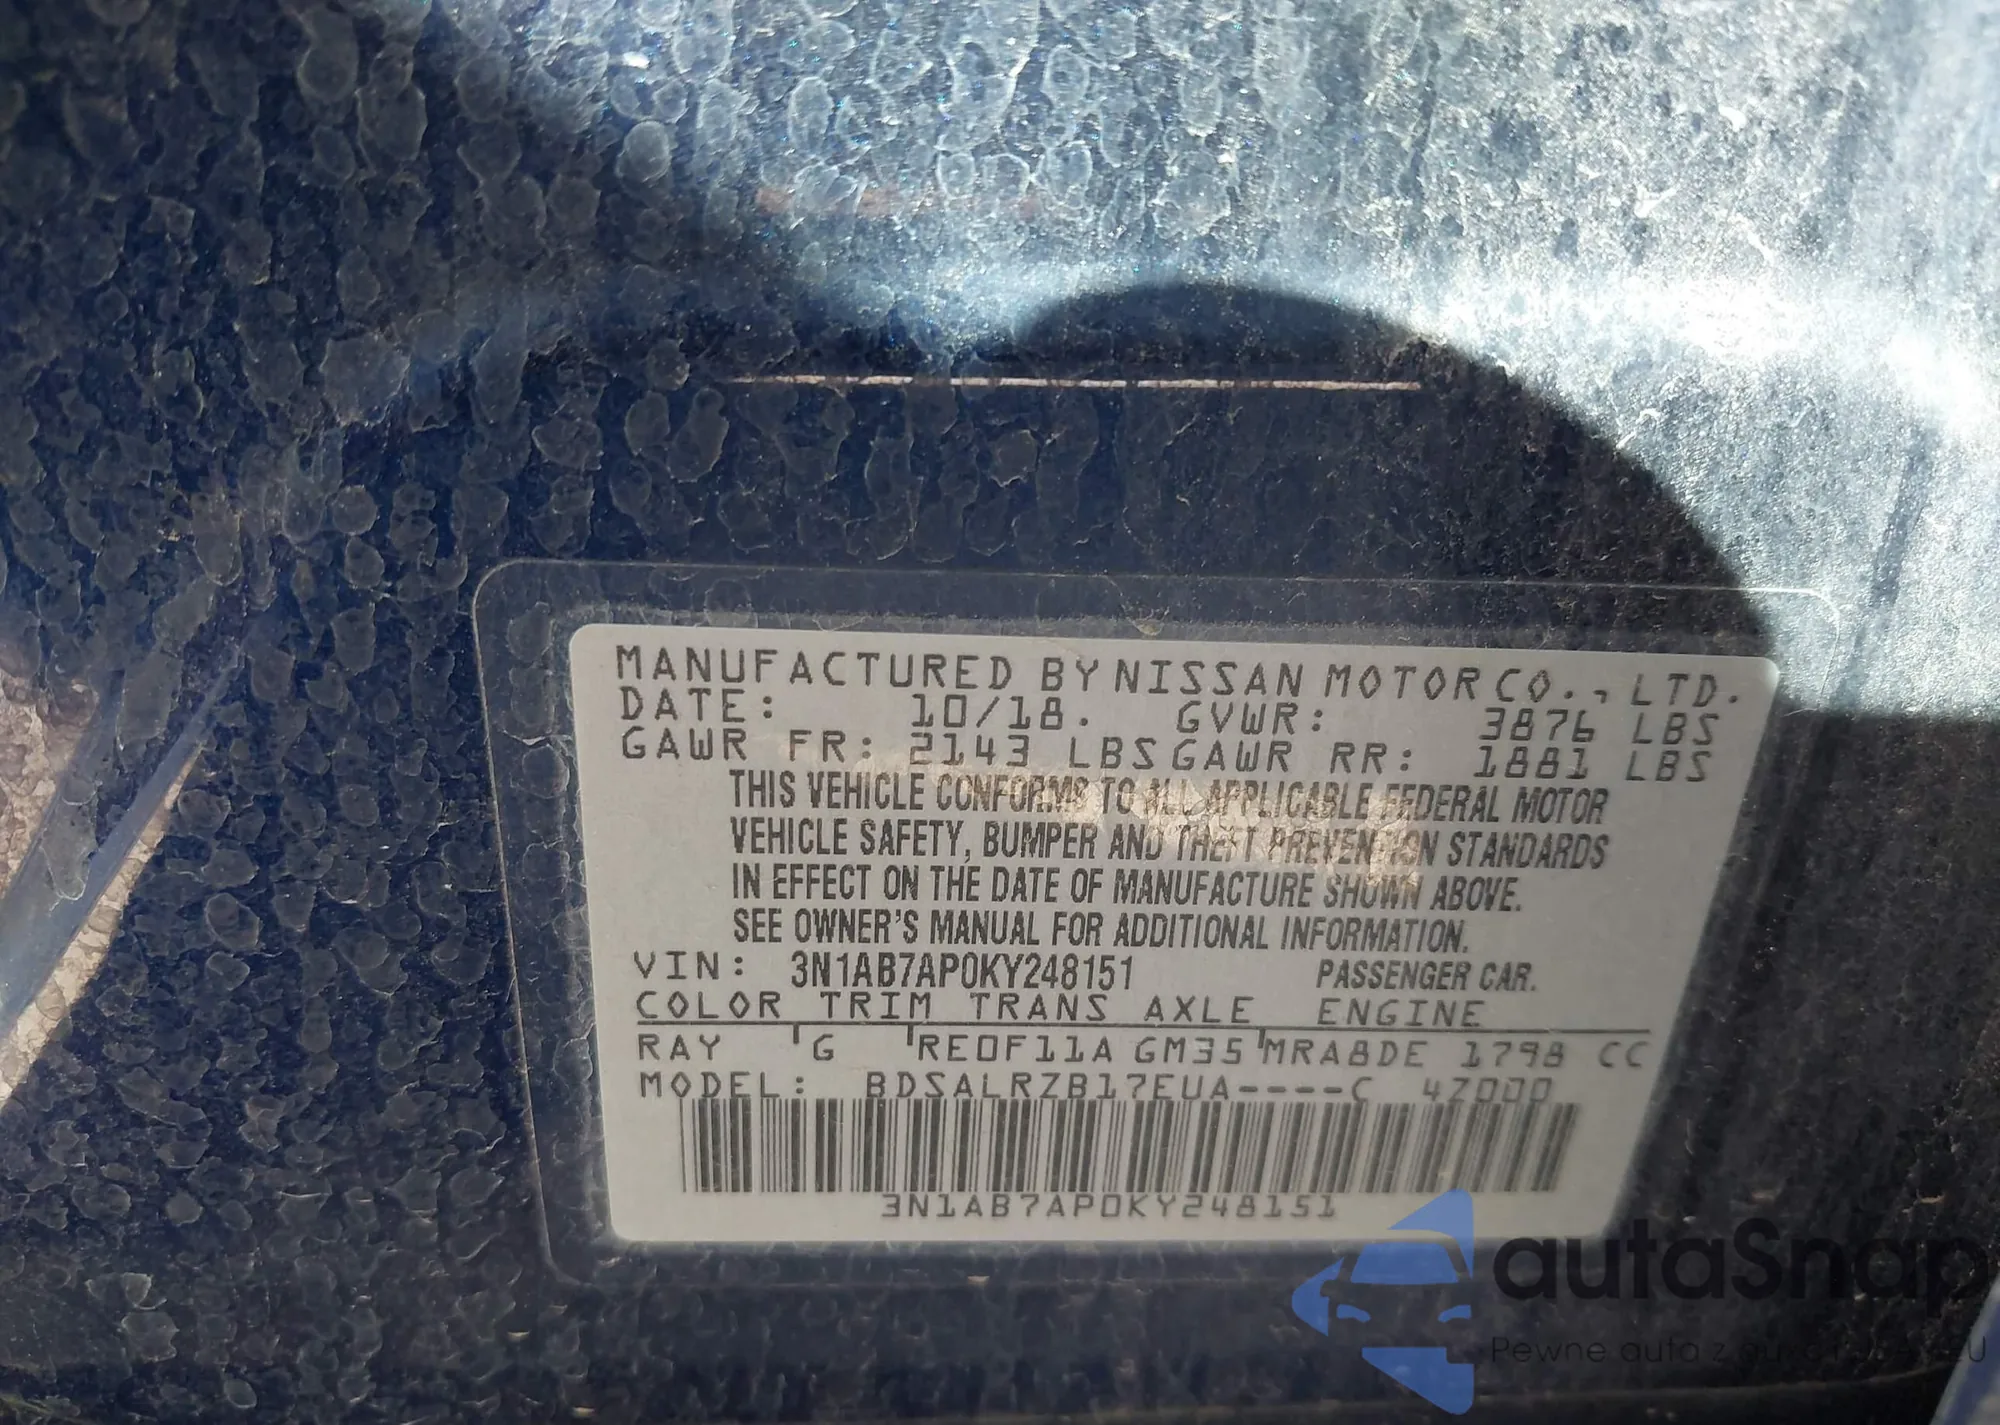 MANUFACTURED BY NISSAN MOTOR CO., LTD.
DATE: 10/18. GVWR: 3876 LBS
GAWR FR: 2143 LBS GAWR RR: 1881 LBS
THIS VEHICLE CONFORMS TO ALL APPLICABLE FEDERAL MOTOR
VEHICLE SAFETY, BUMPER AND THEFT PREVENTION STANDARDS
IN EFFECT ON THE DATE OF MANUFACTURE SHOWN ABOVE.
SEE OWNER'S MANUAL FOR ADDITIONAL INFORMATION.
VIN: 3N1AB7AP0KY248151 PASSENGER CAR.
COLOR TRIM TRANS AXLE ENGINE
RAY G RE0F11A GM35 MRA8DE 1798 CC
MODEL: BDSALRZB17EUA----C 4Z000
3N1AB7AP0KY248151
autaSnap
Pewne auta z